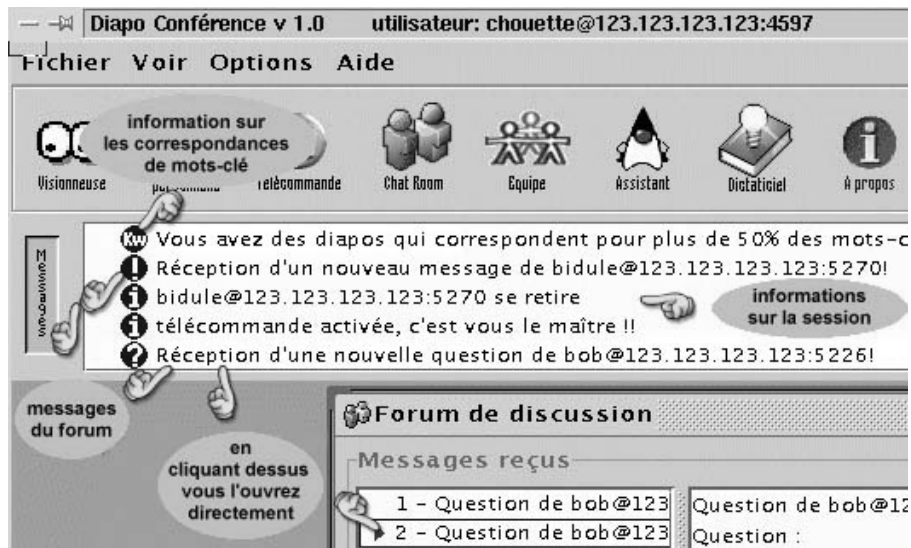 Diapo Conférence v 1.0 utilisateur: chouette@123.123.123.123:4597
Fichier Voir Options Aide
information sur
les correspondances
de mots-clé
Visionneuse Télécommande Chat Room Equipe Assistant Dictaticiel A propos
Messages
Kw Vous avez des diapos qui correspondent pour plus de 50% des mots-c
! Réception d'un nouveau message de bidule@123.123.123.123:5270!
i bidule@123.123.123.123:5270 se retire
i télécommande activée, c'est vous le maître !!
? Réception d'une nouvelle question de bob@123.123.123.123:5226!
informations
sur la session
messages
du forum
en
cliquant dessus
vous l'ouvrez
directement
Forum de discussion
Messages reçus
1 - Question de bob@123
2 - Question de bob@123
Question de bob@12
Question :